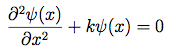 ∂²ψ(x)/∂x² + kψ(x) = 0